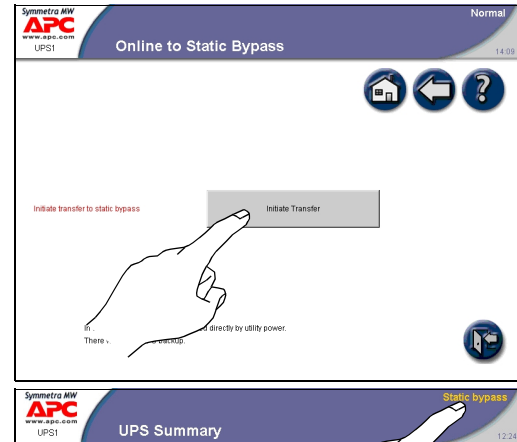 Symmetra MW
APC
www.apc.com
UPS1
Online to Static Bypass
Normal
14:09
?
Initiate transfer to static bypass
Initiate Transfer
In
d directly by utility power.
There
backup.
Symmetra MW
APC
www.apc.com
UPS1
UPS Summary
Static bypass
12:24